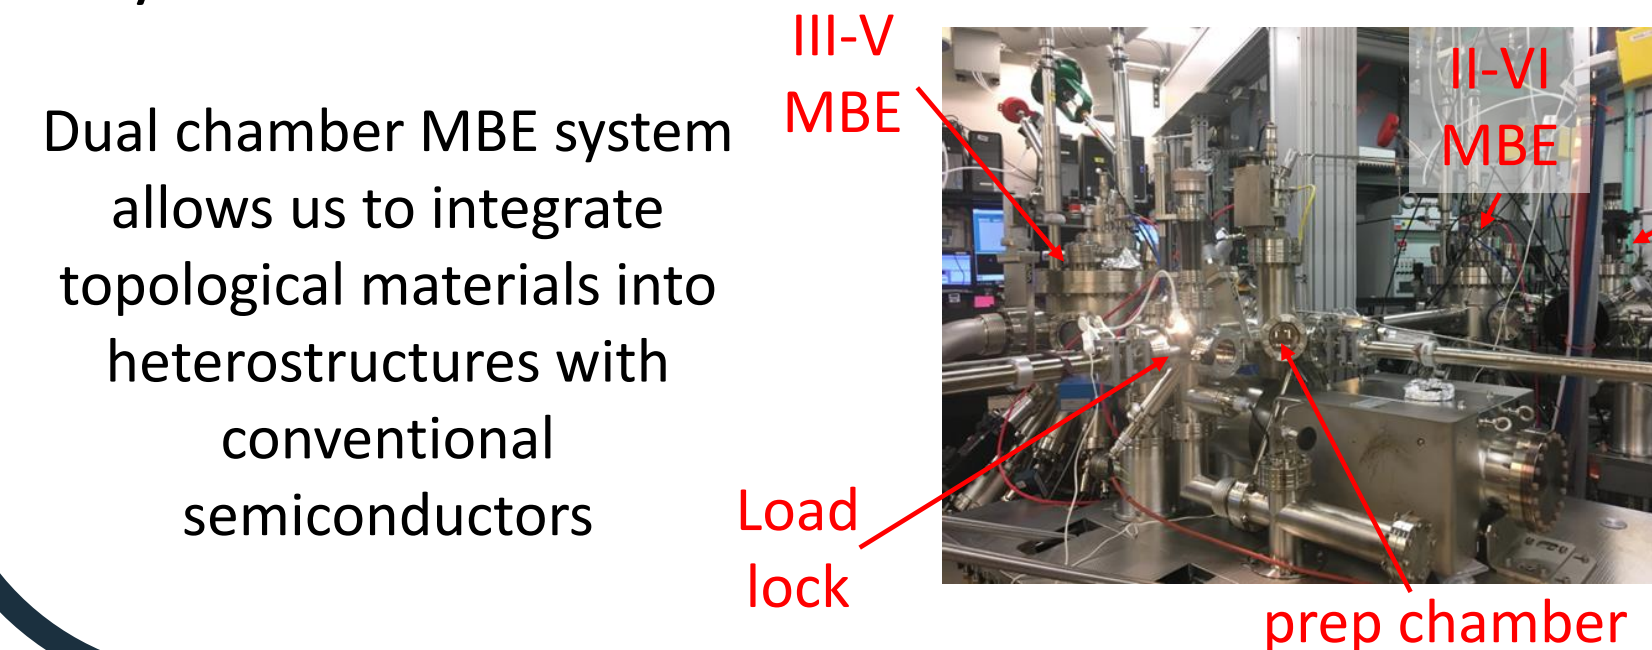 Dual chamber MBE system
allows us to integrate
topological materials into
heterostructures with
conventional
semiconductors
III-V
MBE
II-VI
MBE
Load
lock
prep chamber